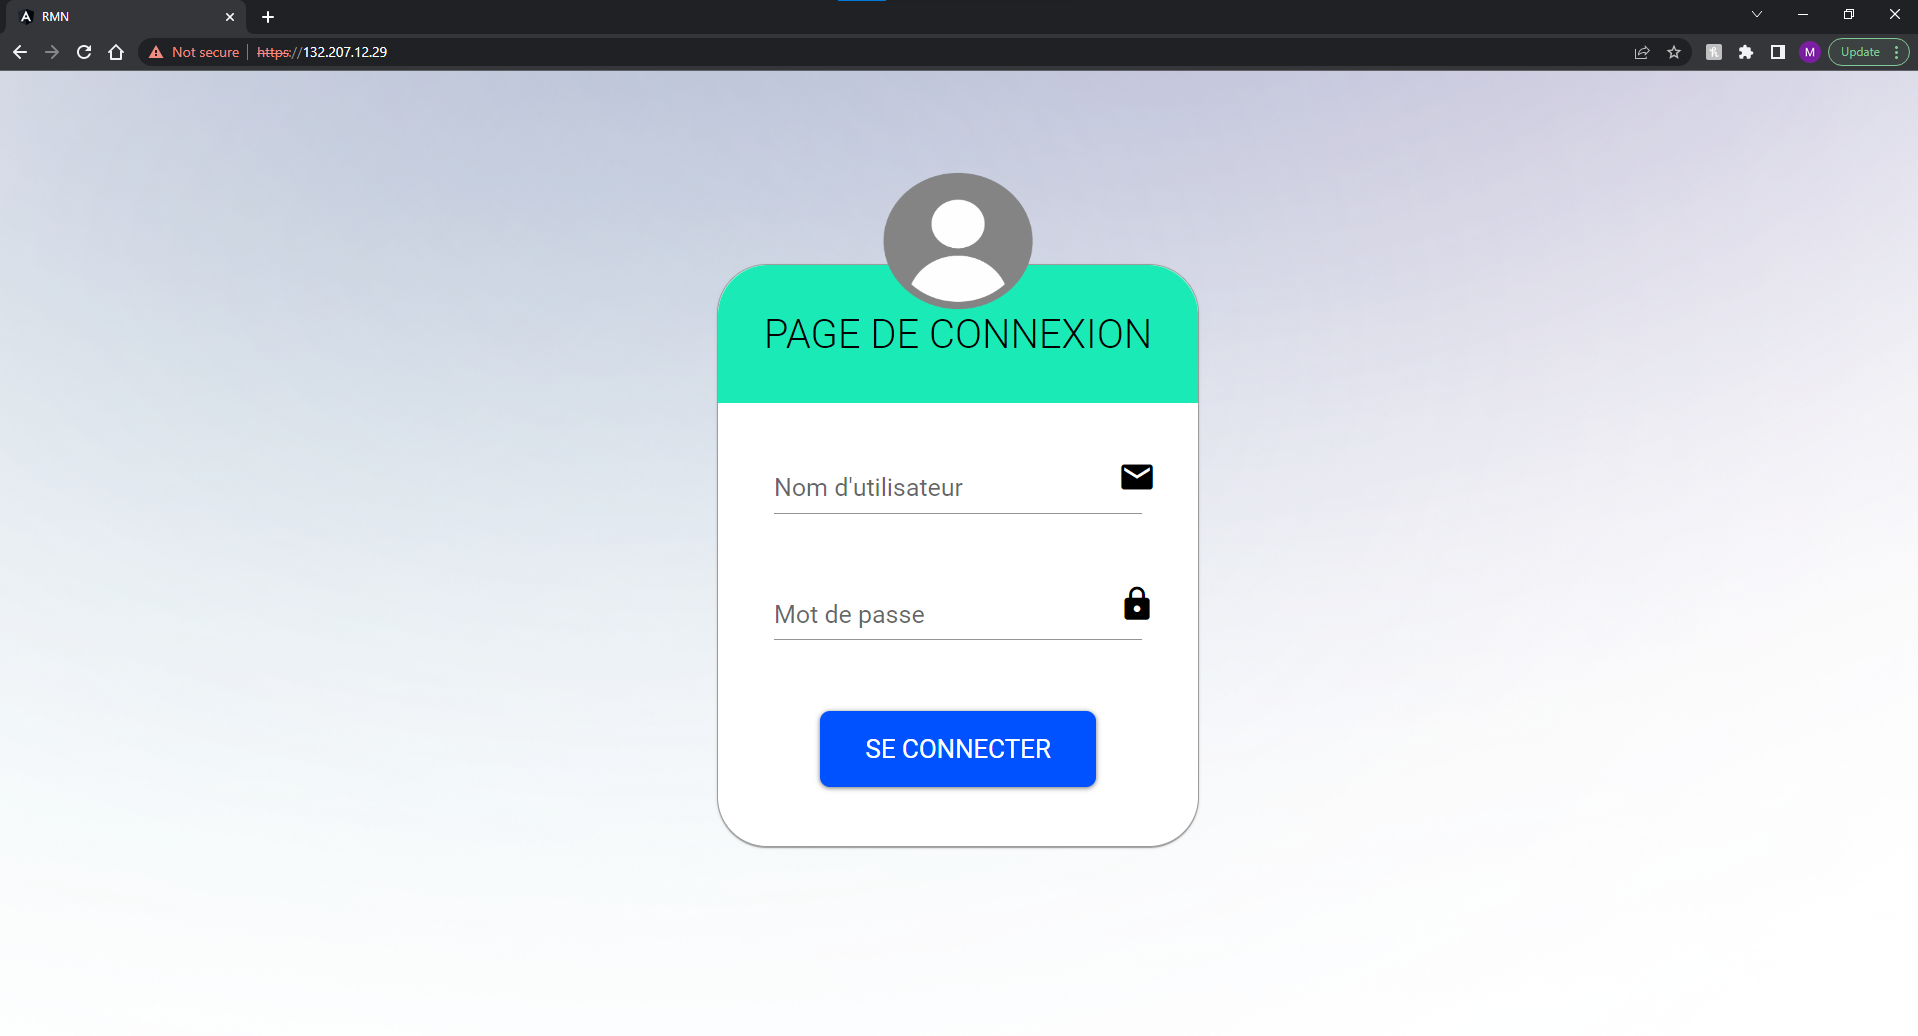 RMN
Not secure
https://132.207.12.29
M
Update
PAGE DE CONNEXION
Nom d'utilisateur
Mot de passe
SE CONNECTER